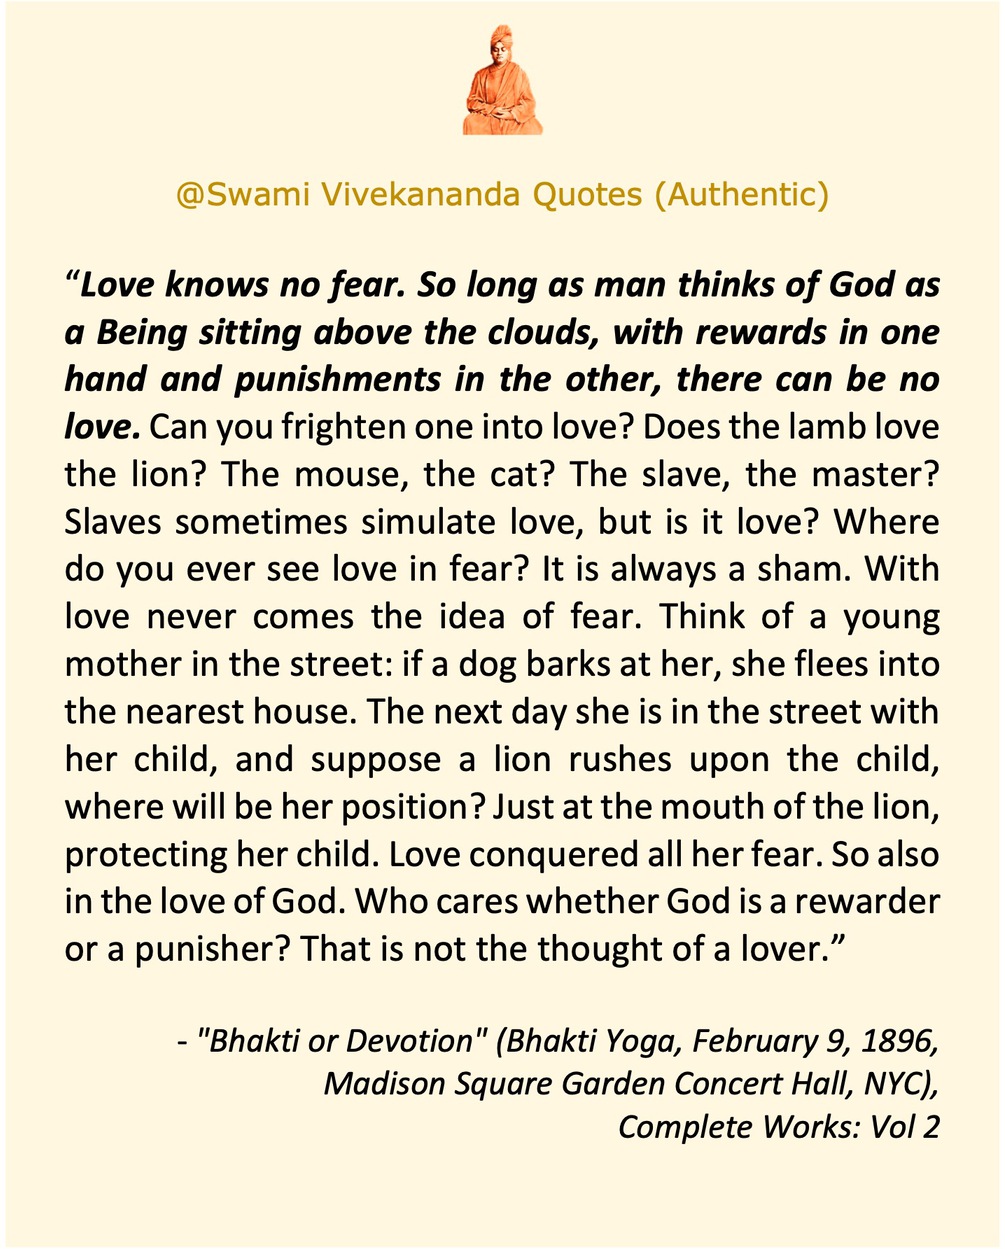 @Swami Vivekananda Quotes (Authentic)
“Love knows no fear. So long as man thinks of God as
a Being sitting above the clouds, with rewards in one
hand and punishments in the other, there can be no
love. Can you frighten one into love? Does the lamb love
the lion? The mouse, the cat? The slave, the master?
Slaves sometimes simulate love, but is it love? Where
do you ever see love in fear? It is always a sham. With
love never comes the idea of fear. Think of a young
mother in the street: if a dog barks at her, she flees into
the nearest house. The next day she is in the street with
her child, and suppose a lion rushes upon the child,
where will be her position? Just at the mouth of the lion,
protecting her child. Love conquered all her fear. So also
in the love of God. Who cares whether God is a rewarder
or a punisher? That is not the thought of a lover.”
- "Bhakti or Devotion" (Bhakti Yoga, February 9, 1896,
Madison Square Garden Concert Hall, NYC),
Complete Works: Vol 2